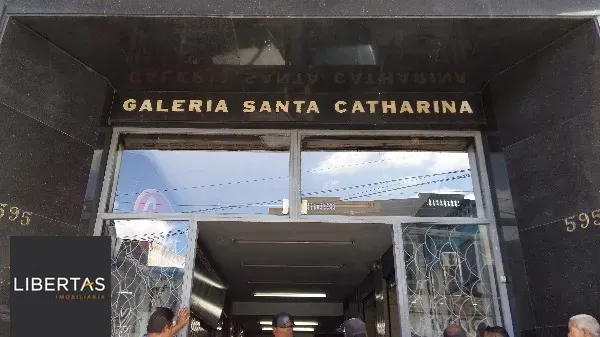 GALERIA SANTA CATHARINA
595
595
LIBERTAS
IMOBILIÁRIA